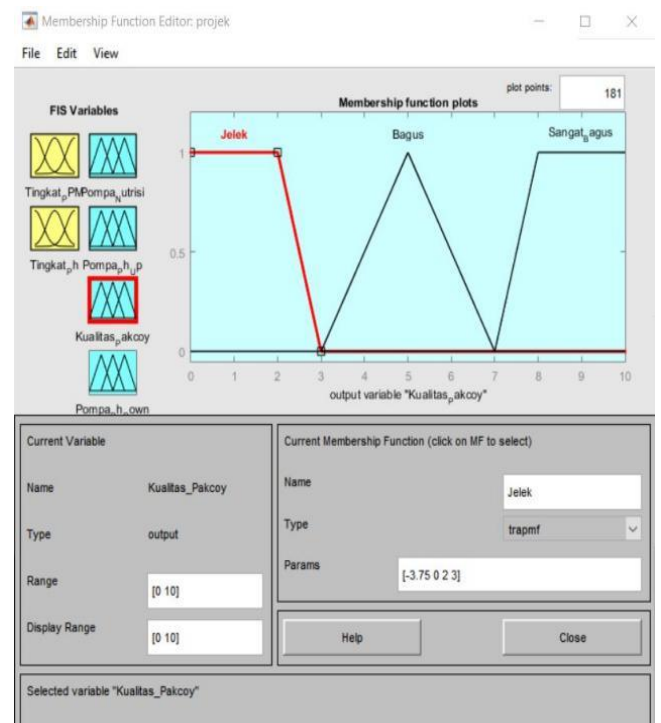 Membership Function Editor: projek
File Edit View
FIS Variables
Membership function plots
plot points: 181
Tingkat_PPM
Pompa_Nutrisi
Tingkat_Ph
Pompa_Ph_Up
Kualitas_Pakcoy
Jelek
Bagus
Sangat_Bagus
1
0.5
0
0 1 2 3 4 5 6 7 8 9 10
output variable "Kualitas_Pakcoy"
Current Variable
Name Kualitas_Pakcoy
Type output
Range [0 10]
Display Range [0 10]
Current Membership Function (click on MF to select)
Name Jelek
Type trapmf
Params [-3.75 0 2 3]
Help
Close
Selected variable "Kualitas_Pakcoy"